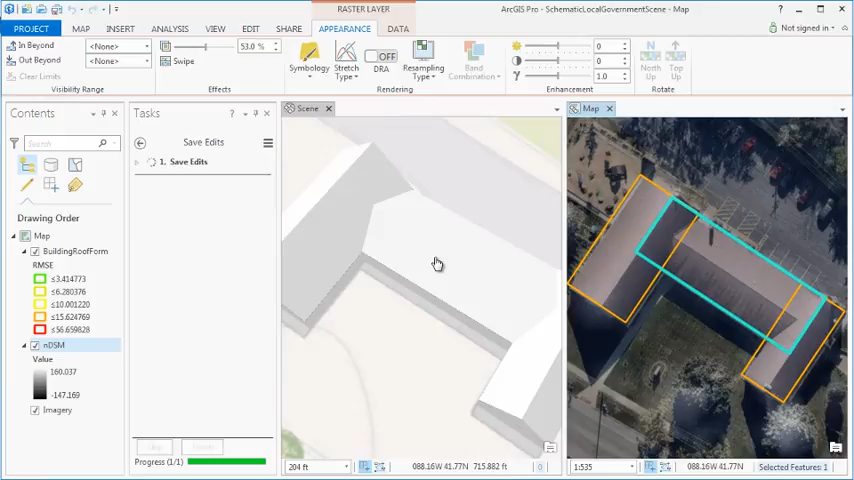 RASTER LAYER
ArcGIS Pro - SchematicLocalGovernmentScene - Map
PROJECT MAP INSERT ANALYSIS VIEW EDIT SHARE APPEARANCE DATA
Not signed in
In Beyond <None>
Out Beyond <None>
Clear Limits
Visibility Range
53.0 %
Swipe
Effects
Symbology
Stretch Type
OFF
DRA
Resampling Type
Band Combination
Rendering
0
0
1.0
Enhancement
North Up
Top Up
Rotate
Contents
Search
Drawing Order
Map
BuildingRoofForm
RMSE
≤3.414773
≤6.280376
≤10.001220
≤15.624769
≤56.659828
nDSM
Value
160.037
-147.169
Imagery
Tasks
Save Edits
1. Save Edits
Progress (1/1)
Scene
204 ft
088.16W 41.77N 715.882 ft
0
Map
1:535
088.16W 41.77N
Selected Features: 1